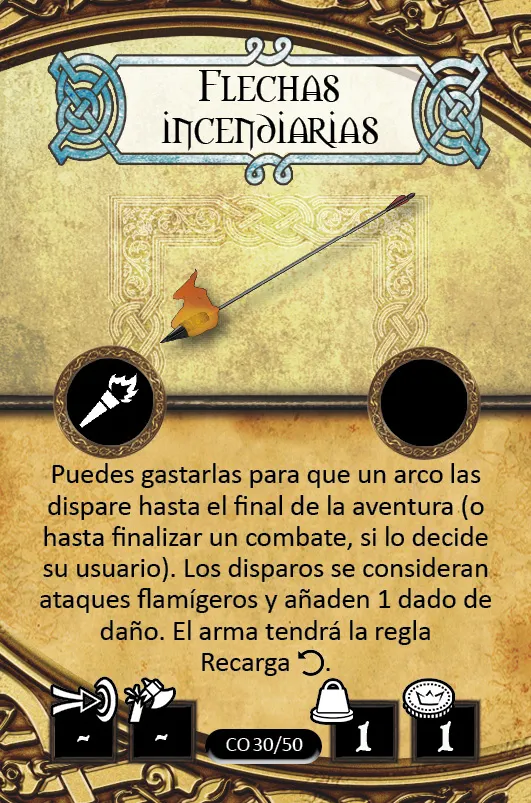 Flechas
incendiarias
Puedes gastarlas para que un arco las
dispare hasta el final de la aventura (o
hasta finalizar un combate, si lo decide
su usuario). Los disparos se consideran
ataques flamígeros y añaden 1 dado de
daño. El arma tendrá la regla
Recarga .
~ ~ CO 30/50 1 1